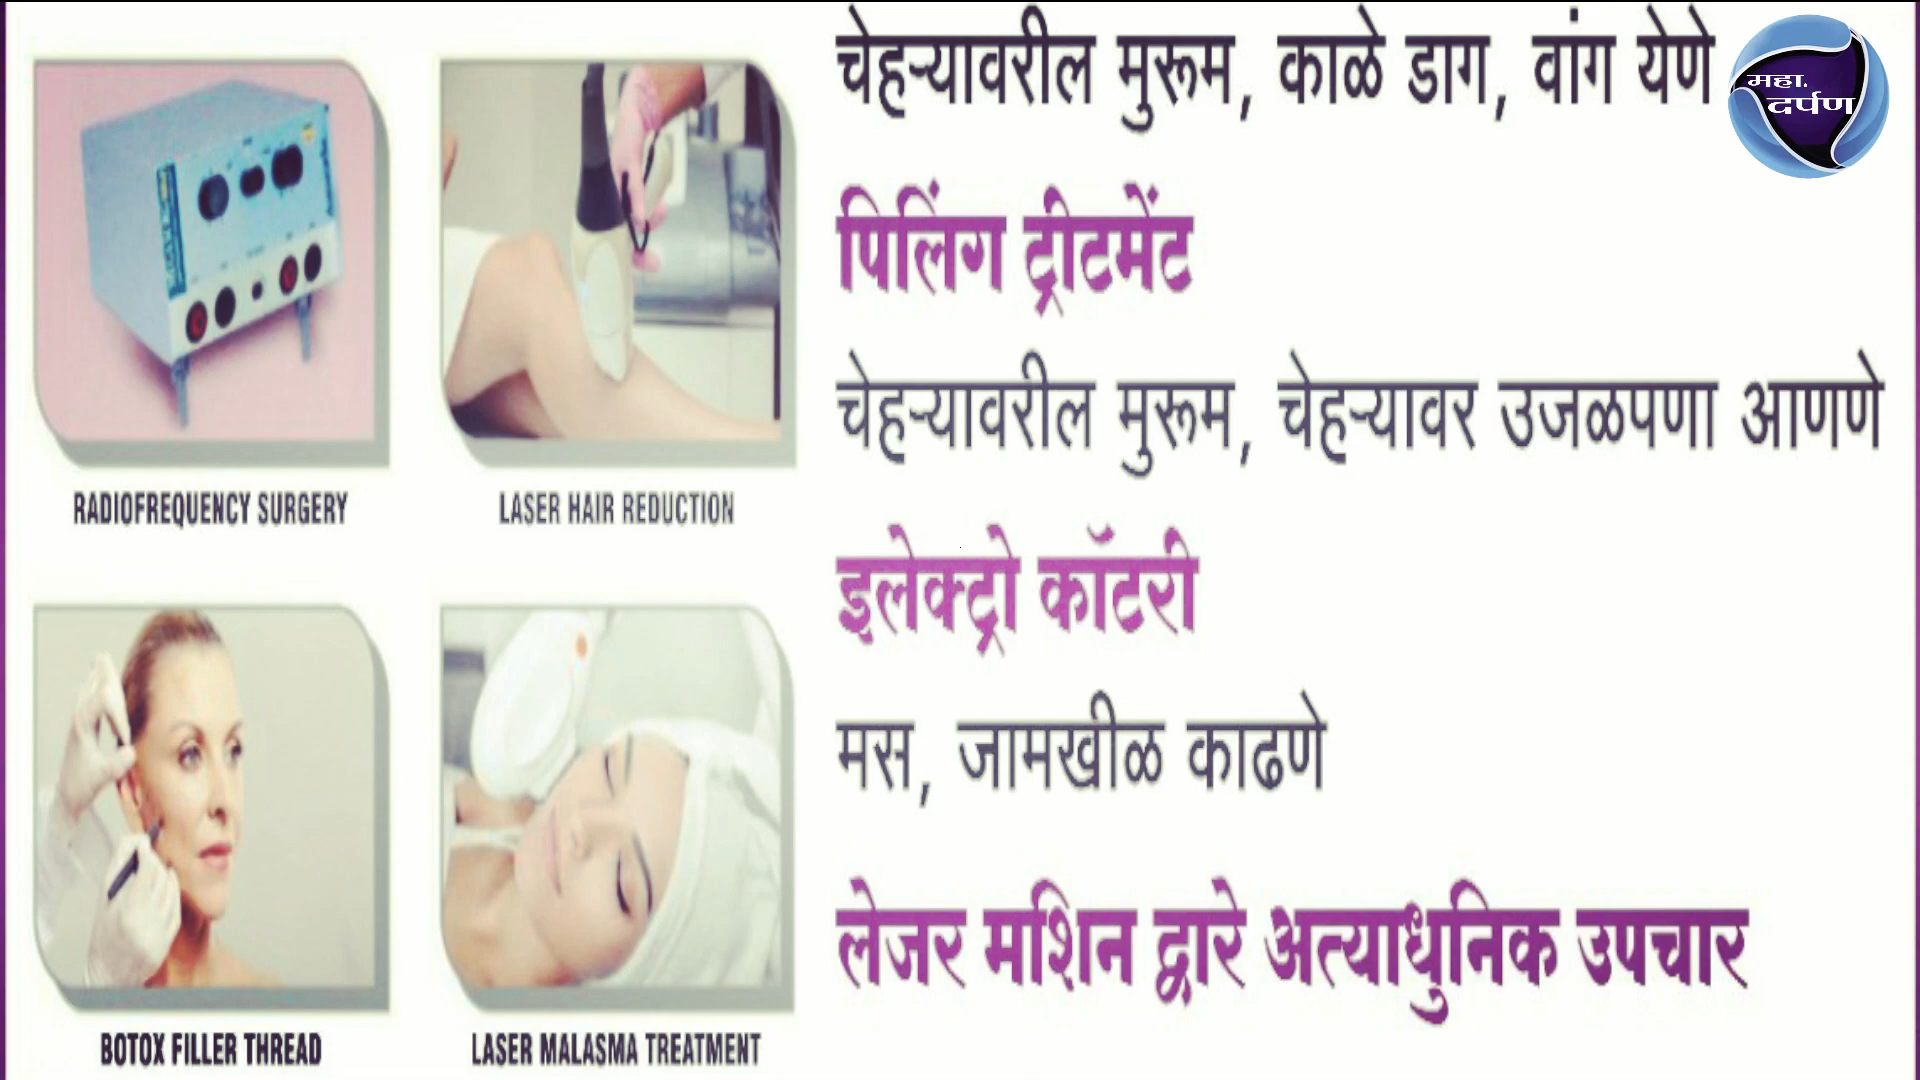 चेहऱ्यावरील मुरूम, काळे डाग, वांग येणे
महा.
दर्पण
पिलिंग ट्रीटमेंट
चेहऱ्यावरील मुरूम, चेहऱ्यावर उजळपणा आणणे
RADIOFREQUENCY SURGERY
LASER HAIR REDUCTION
इलेक्ट्रो कॉटरी
मस, जामखीळ काढणे
लेजर मशिन द्वारे अत्याधुनिक उपचार
BOTOX FILLER THREAD
LASER MALASMA TREATMENT